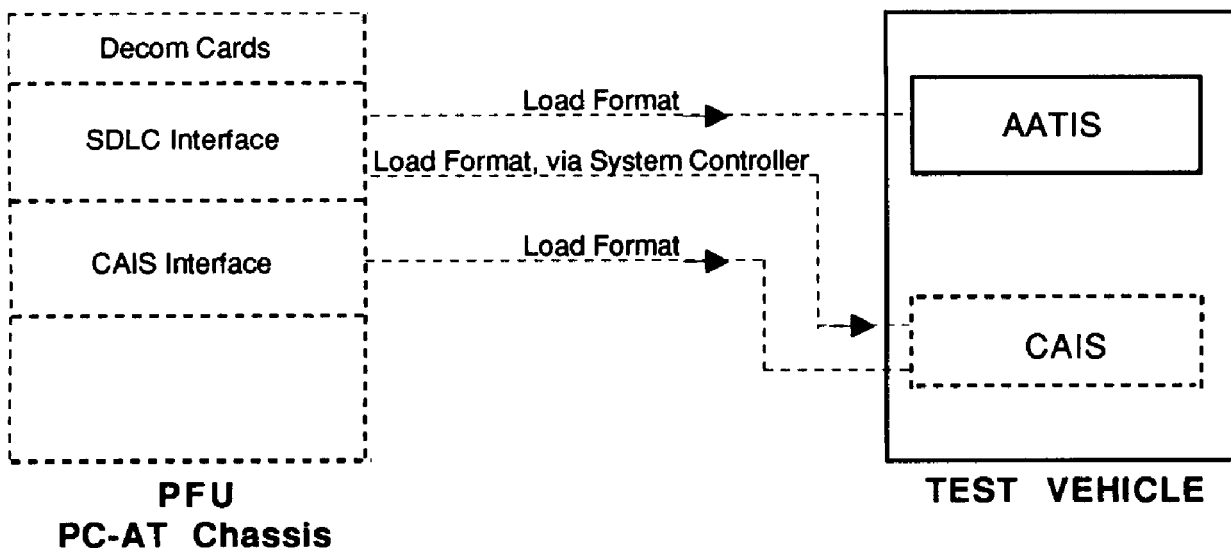 Decom Cards
SDLC Interface
CAIS Interface
PFU
PC-AT Chassis
Load Format
Load Format, via System Controller
Load Format
AATIS
CAIS
TEST VEHICLE